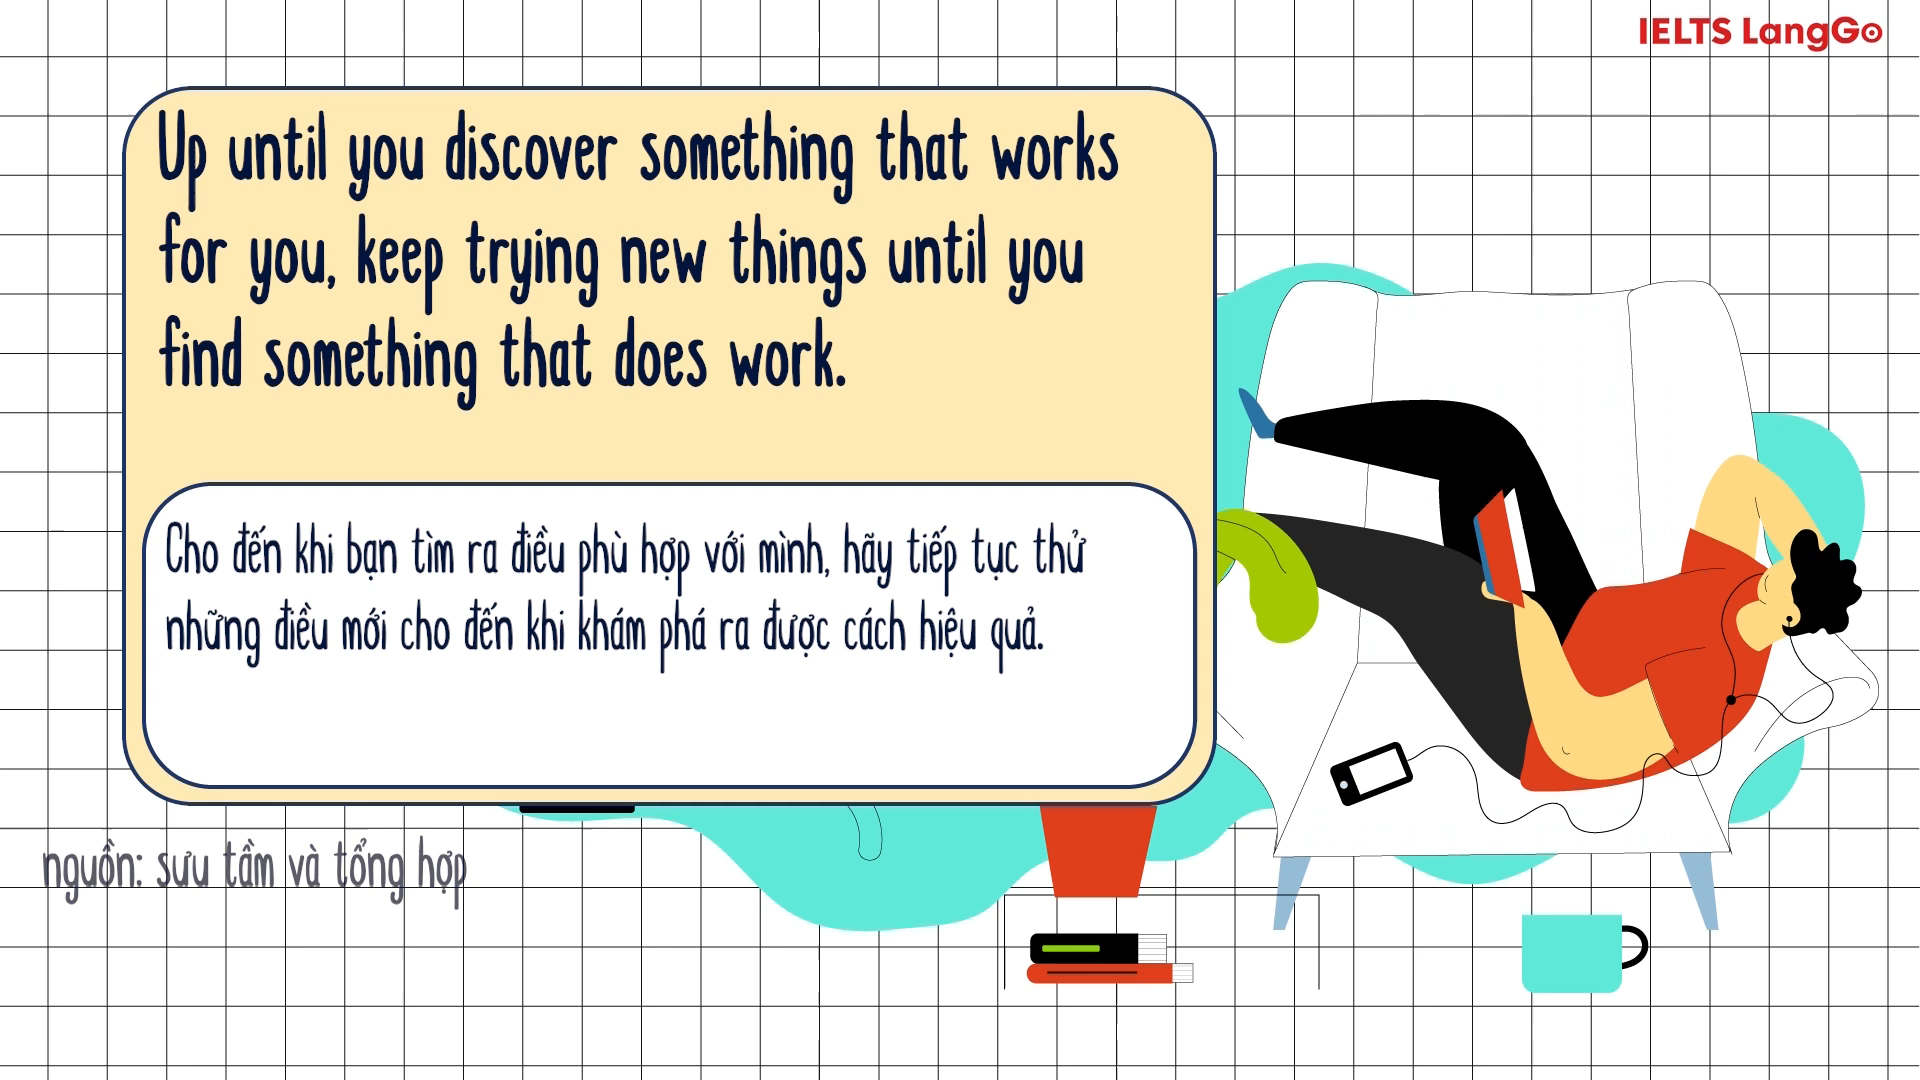 IELTS LangGo
Up until you discover something that works
for you, keep trying new things until you
find something that does work.
Cho đến khi bạn tìm ra điều phù hợp với mình, hãy tiếp tục thử
những điều mới cho đến khi khám phá ra được cách hiệu quả.
nguồn: sưu tầm và tổng hợp